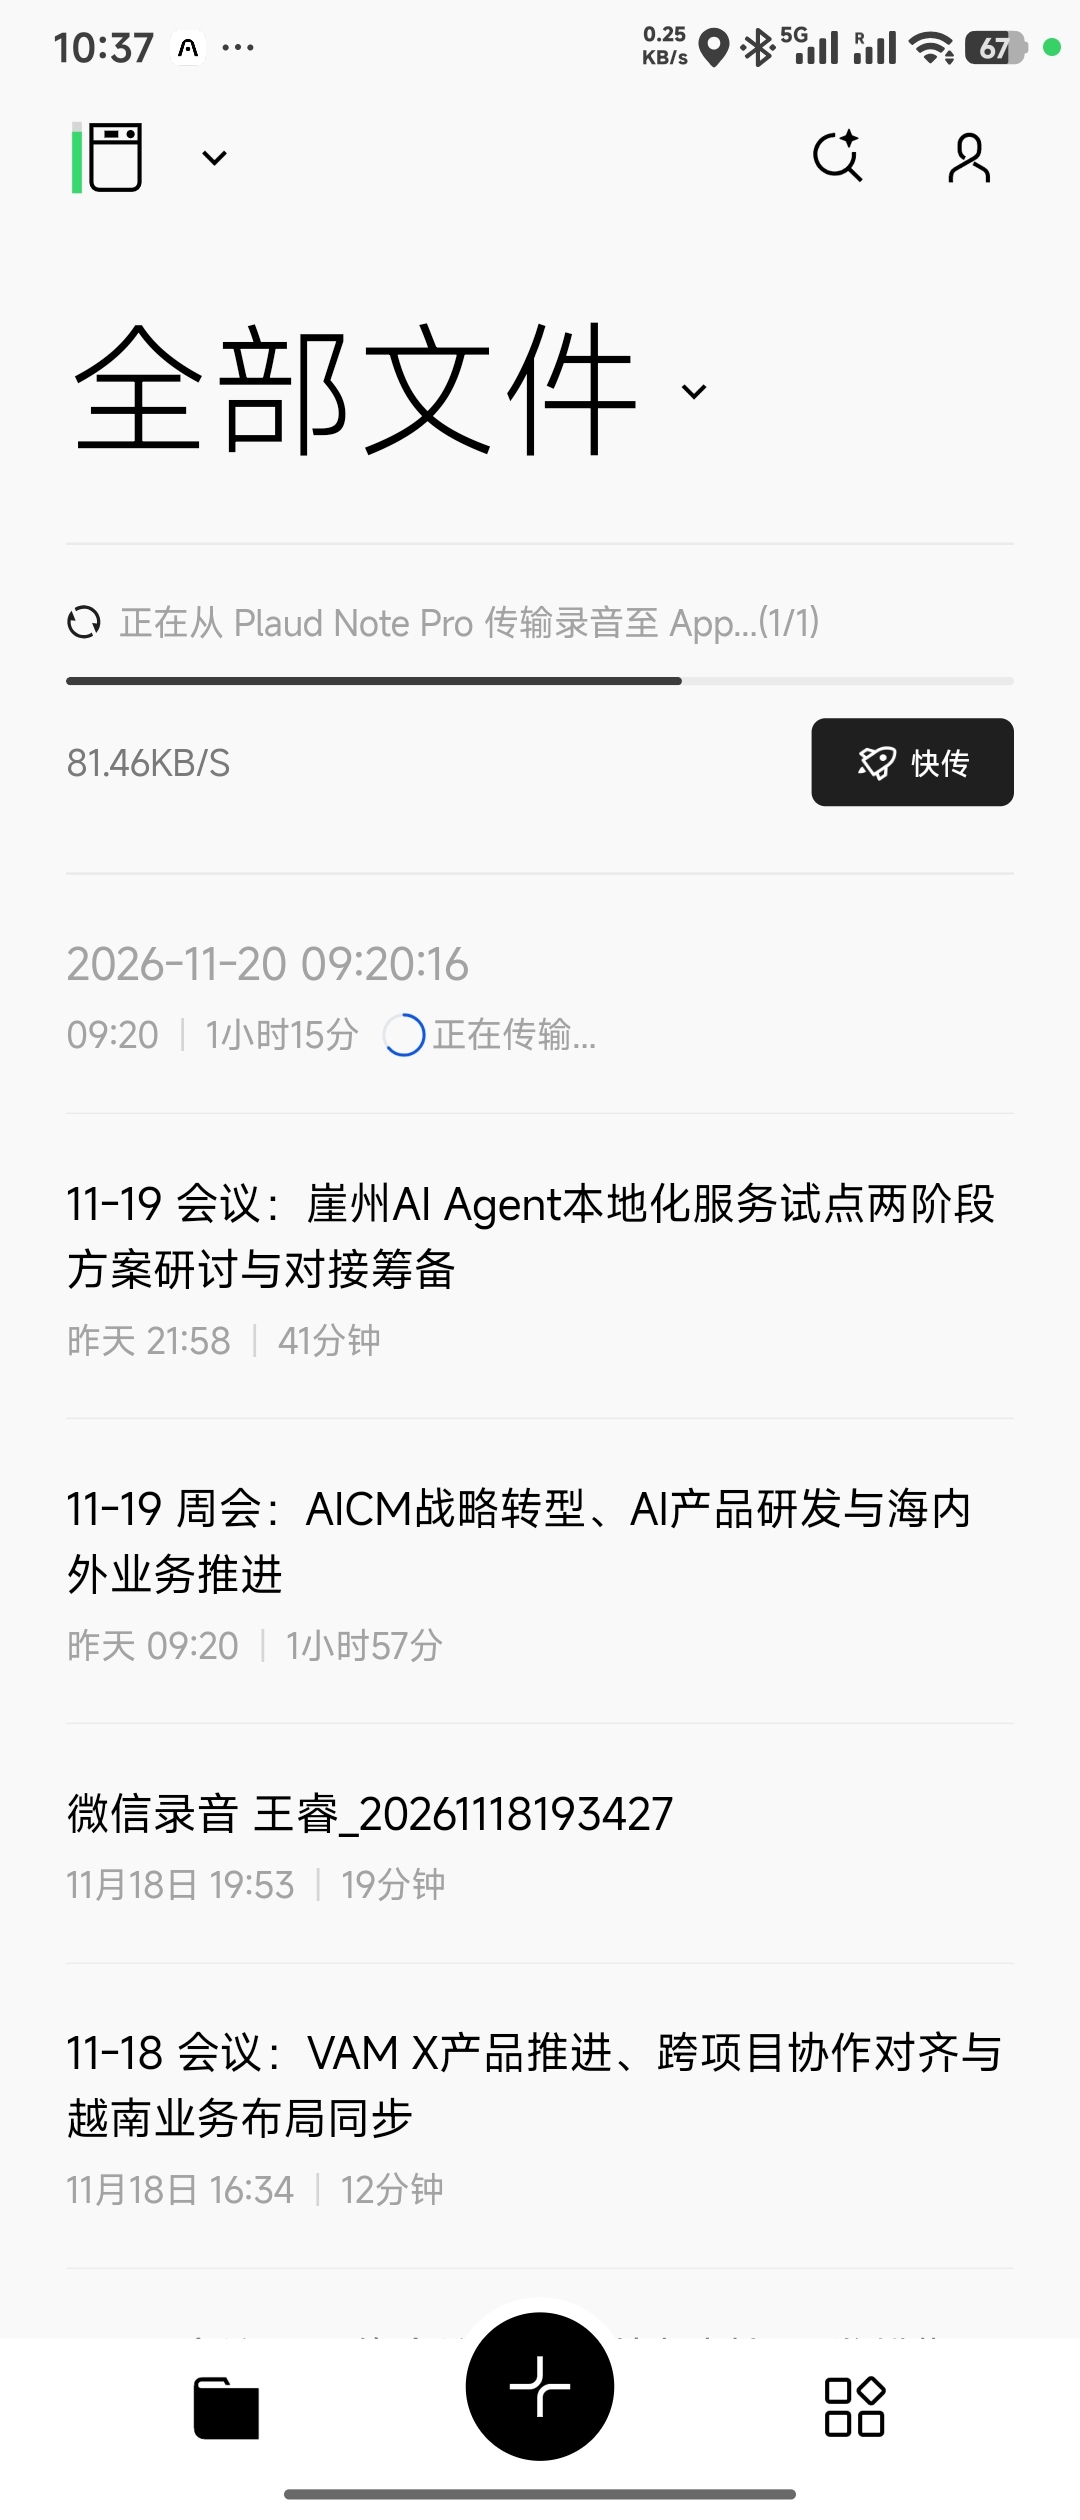 10:37
0.25 KB/s
5G
R
67
全部文件
正在从 Plaud Note Pro 传输录音至 App...(1/1)
81.46KB/S
快传
2026-11-20 09:20:16
09:20 | 1小时15分 正在传输...
11-19 会议：崖州AI Agent本地化服务试点两阶段
方案研讨与对接筹备
昨天 21:58 | 41分钟
11-19 周会：AICM战略转型、AI产品研发与海内
外业务推进
昨天 09:20 | 1小时57分
微信录音 王睿_20261118193427
11月18日 19:53 | 19分钟
11-18 会议：VAM X产品推进、跨项目协作对齐与
越南业务布局同步
11月18日 16:34 | 12分钟